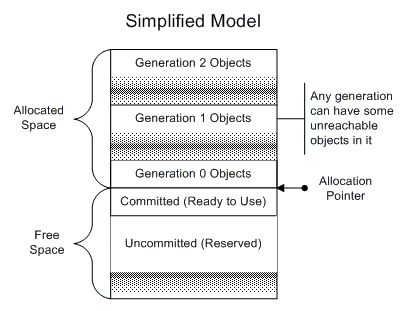 Simplified Model
Generation 2 Objects
Allocated
Space
Generation 1 Objects
Any generation
can have some
unreachable
objects in it
Generation 0 Objects
Allocation
Pointer
Committed (Ready to Use)
Free
Space
Uncommitted (Reserved)